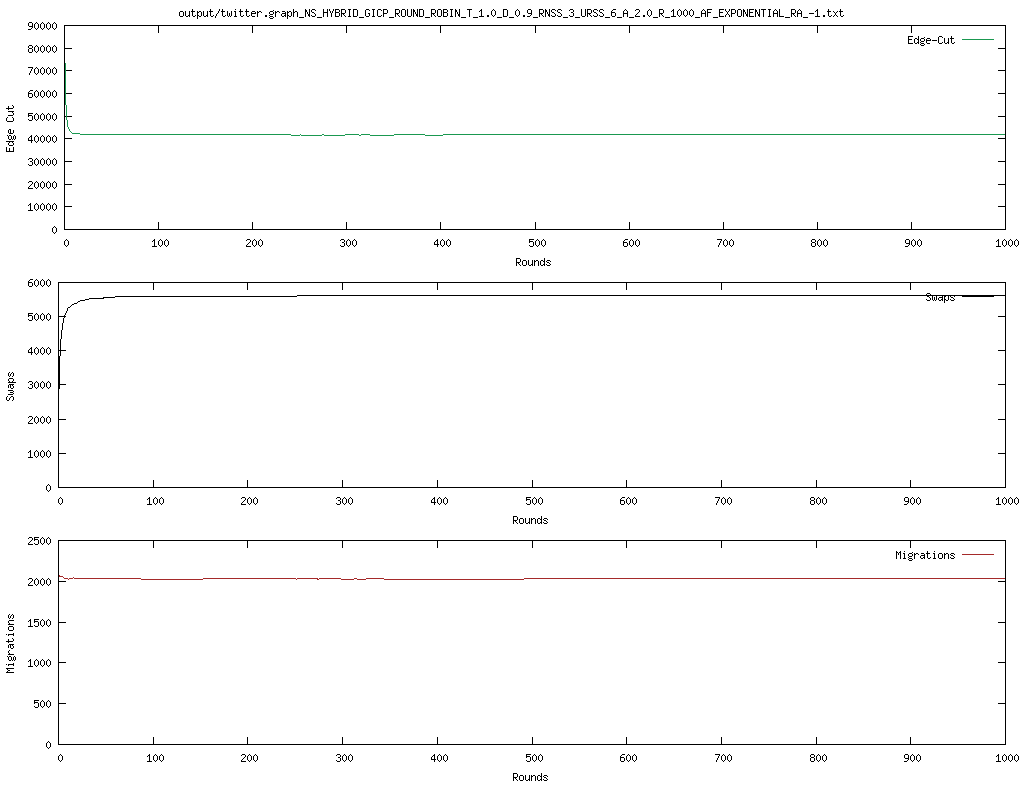 output/twitter.graph_NS_HYBRID_GICP_ROUND_ROBIN_T_1.0_D_0.9_RNSS_3_URSS_6_A_2.0_R_1000_AF_EXPONENTIAL_RA_-1.txt
90000
Edge-Cut
80000
70000
60000
50000
40000
30000
20000
10000
0
Edge Cut
0 100 200 300 400 500 600 700 800 900 1000
Rounds
6000
Swaps
5000
4000
3000
2000
1000
0
Swaps
0 100 200 300 400 500 600 700 800 900 1000
Rounds
2500
Migrations
2000
1500
1000
500
0
Migrations
0 100 200 300 400 500 600 700 800 900 1000
Rounds